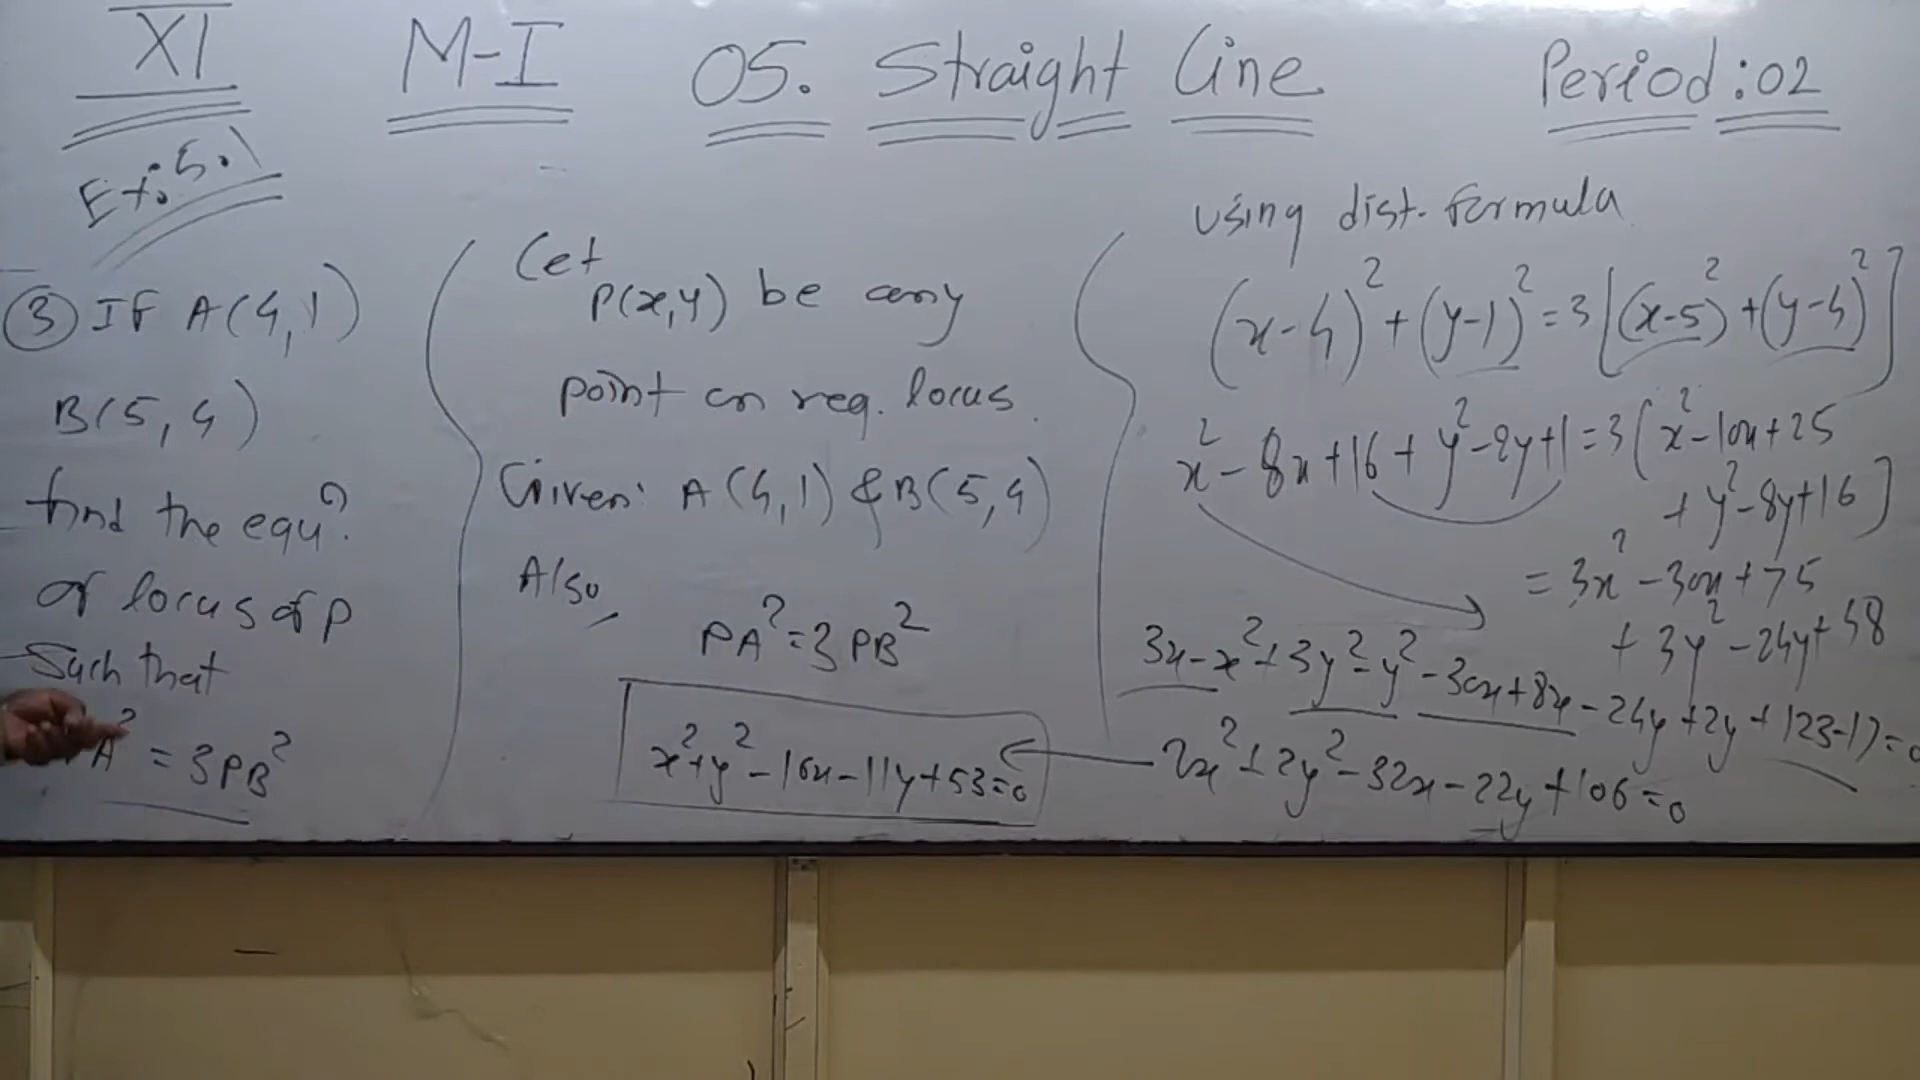 XI M-I 05. Straight Line Period:02
Ex:5.1
③ If A(4,1)
B(5,4)
find the equ?
of locus of P
Such that
A² = 3PB²
Let
P(x,y) be any
point on req. locus.
Given: A(4,1) & B(5,4)
Also,
PA²=3PB²
x²+y²-16x-11y+53=0
using dist. formula
(x-4)²+(y-1)²=3[(x-5)²+(y-4)²]
x²-8x+16+y²-2y+1=3[x²-10x+25
+y²-8y+16]
=3x²-30x+75
+3y²-24y+48
3x-x²+3y²-y²-30x+8x-24y+2y+123-17=0
2x²+2y²-32x-22y+106=0